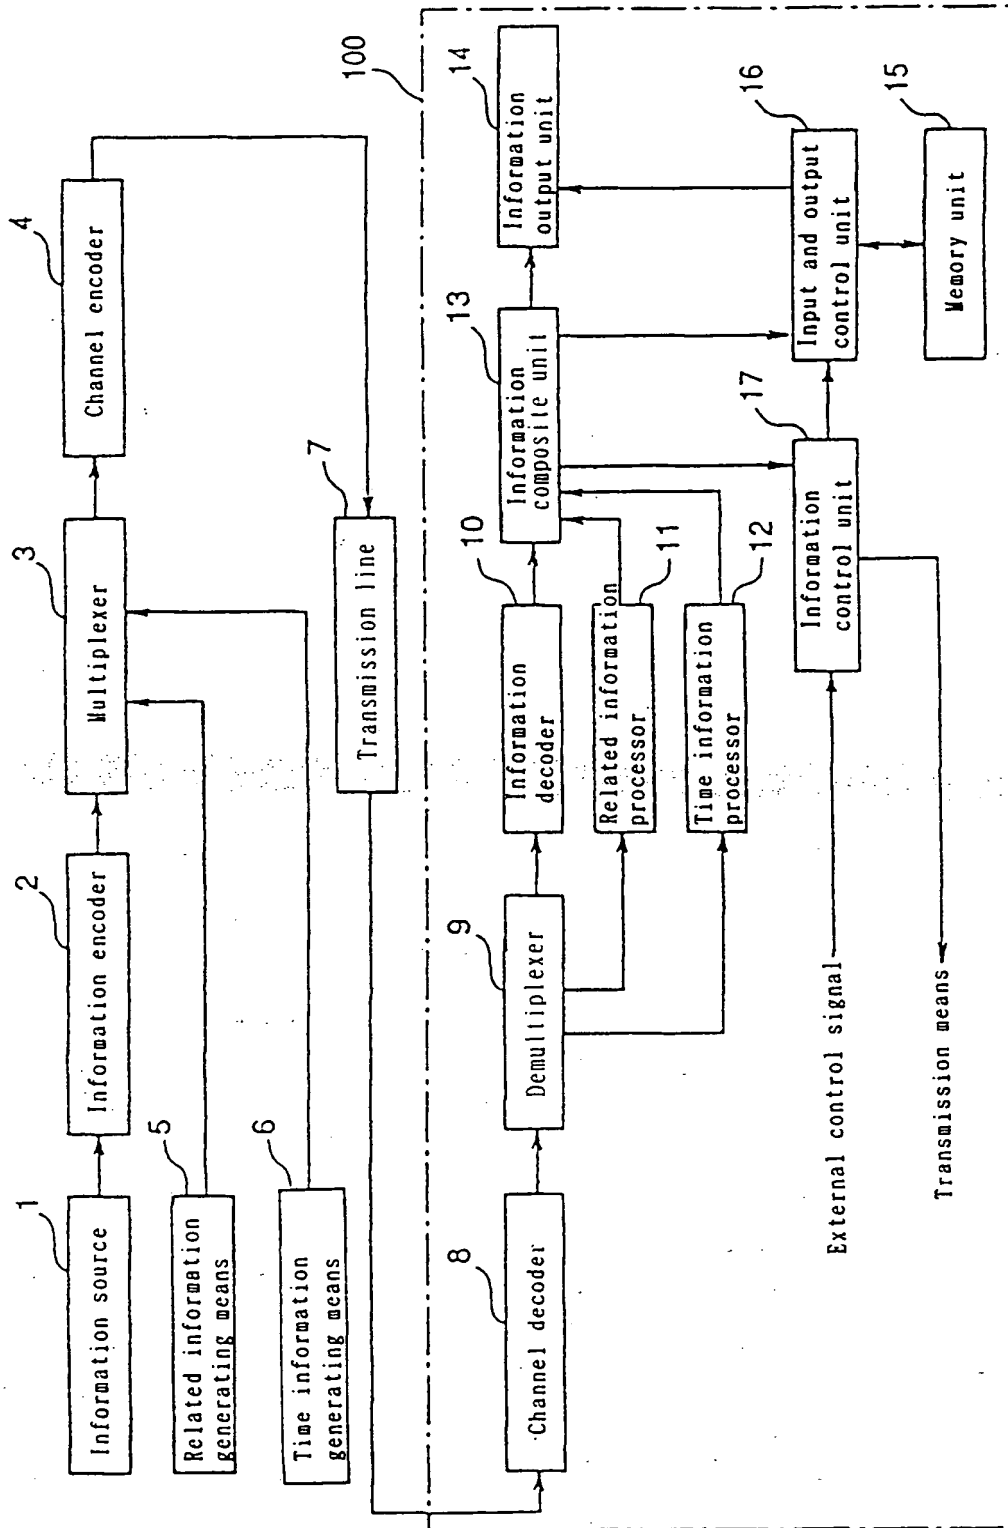 1
Information source
2
Information encoder
3
Multiplexer
4
Channel encoder
5
Related information
generating means
6
Time information
generating means
7
Transmission line
100
8
Channel decoder
9
Demultiplexer
10
Information
decoder
11
Related information
processor
12
Time information
processor
13
Information
composite unit
14
Information
output unit
15
Memory unit
16
Input and output
control unit
17
Information
control unit
External control signal
Transmission means